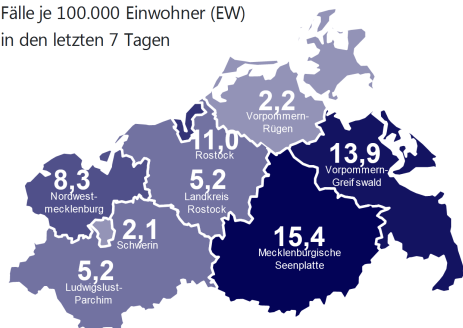 Fälle je 100.000 Einwohner (EW)
in den letzten 7 Tagen
2,2
Vorpommern-
Rügen
11,0
Rostock
13,9
Vorpommern-
Greifswald
8,3
Nordwest-
mecklenburg
5,2
Landkreis
Rostock
2,1
Schwerin
15,4
Mecklenburgische
Seenplatte
5,2
Ludwigslust-
Parchim